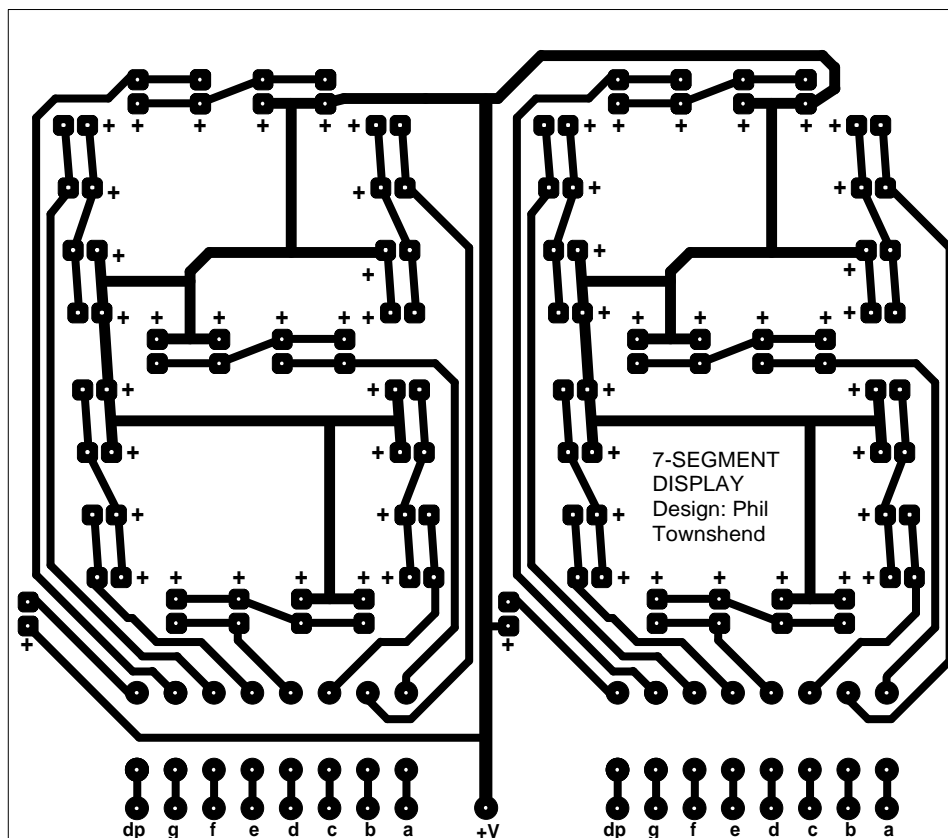 7-SEGMENT
DISPLAY
Design: Phil
Townshend
+ + + + + + + +
+ + + +
+ + + +
+ + + +
+ + + +
+ + + + + + + + + + + +
+ + + +
+ + + +
+ +
+ + + + + + + + + + + +
+ +
dp g f e d c b a +V dp g f e d c b a